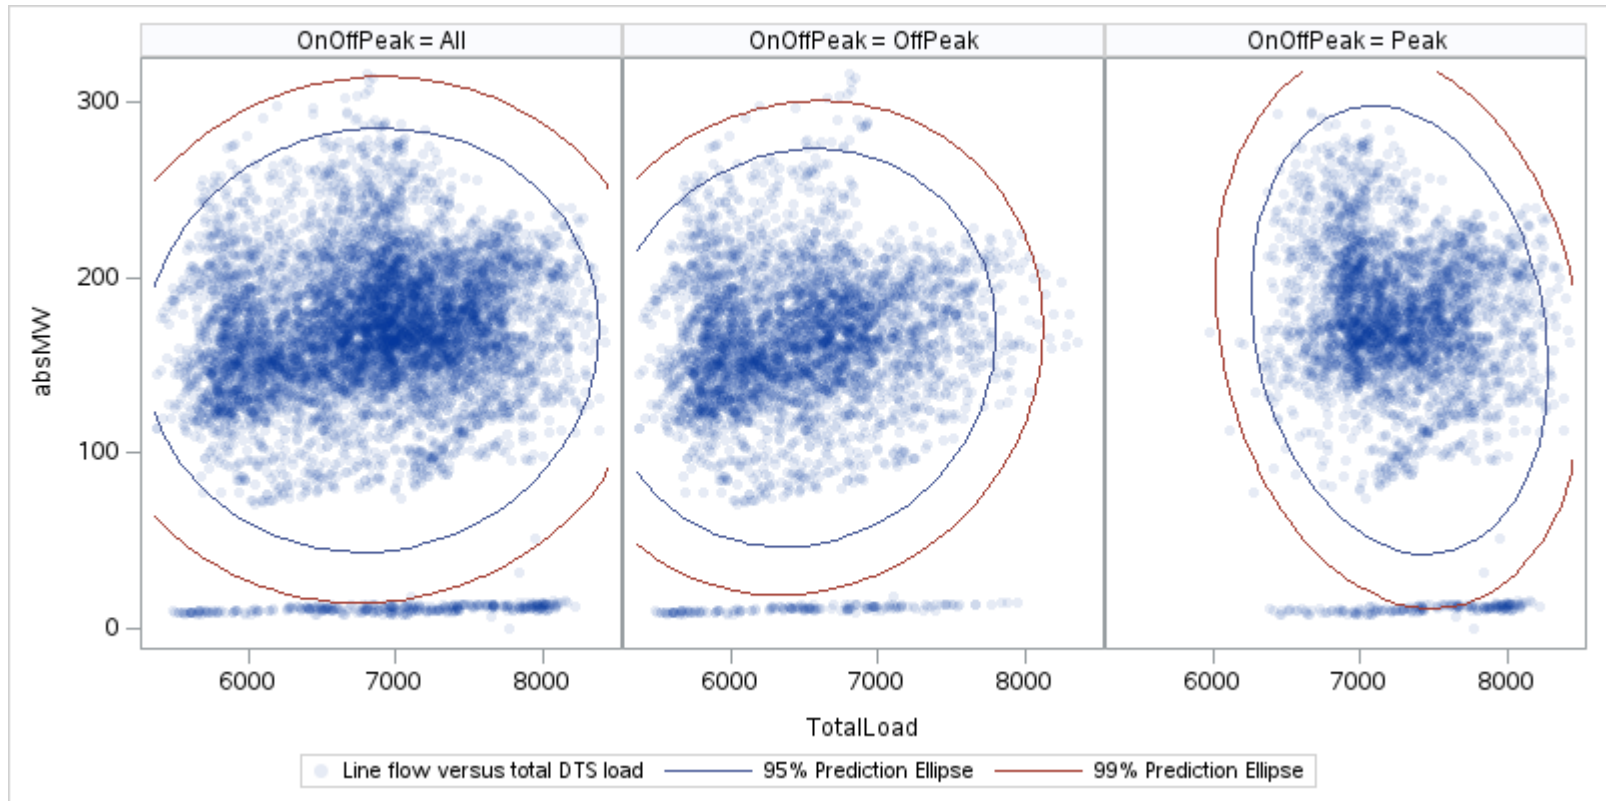 OnOffPeak = All OnOffPeak = OffPeak OnOffPeak = Peak
300
200
100
0
absMW
6000 7000 8000 6000 7000 8000 6000 7000 8000
TotalLoad
Line flow versus total DTS load 95% Prediction Ellipse 99% Prediction Ellipse